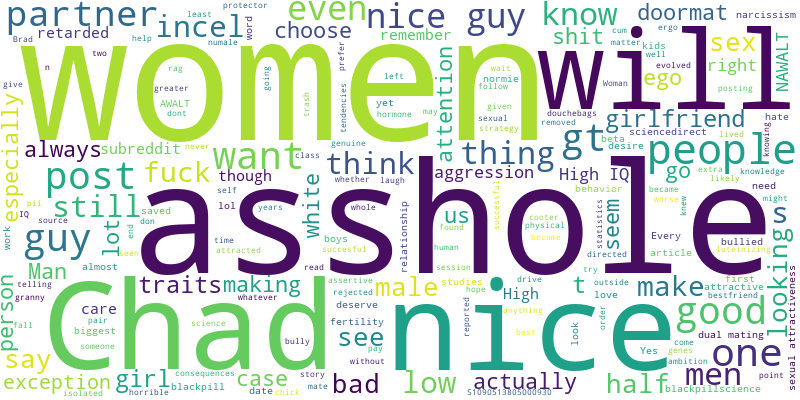 partner incel even nice guy know doormat narcissism
Brad retarded help least numale two word protector choose remember prefer shit matter cum kids well ergo Woman
women will
n rag AWALT dont give greater going trash tendencies hormone yet left normie wait follow given may evolved sex ego right NAWALT posting
especially always subreddit post want attention thing gt girlfriend people
douchebags sexual strategy removed beta desire sciencedirect lived hate knowing
fuck think genuine class whether laugh never aggression High IQ behavior likely extra knowledge go need might
still though white us seem s
asshole
IQ pill source work don end saved lol self years whole time attracted relationship successful found cooter physical become human session statistics directed Every article bullied became knew worse luteinizing
guy lot boys succesful read seen
Man almost traits making male t make looking
telling granny whatever assertive rejected studies hope drive anything try outside love first attractive bestfriend
Chad nice good
person care pair biggest someone science bully deserve fertility see pay without reported High best look order Yes genes ambition come dual mating point sexual attractiveness
say fall one
exception girl case bad low actually half men
isolated horrible blackpill consequences date chick story mate S1090513805000930 blackpillscience